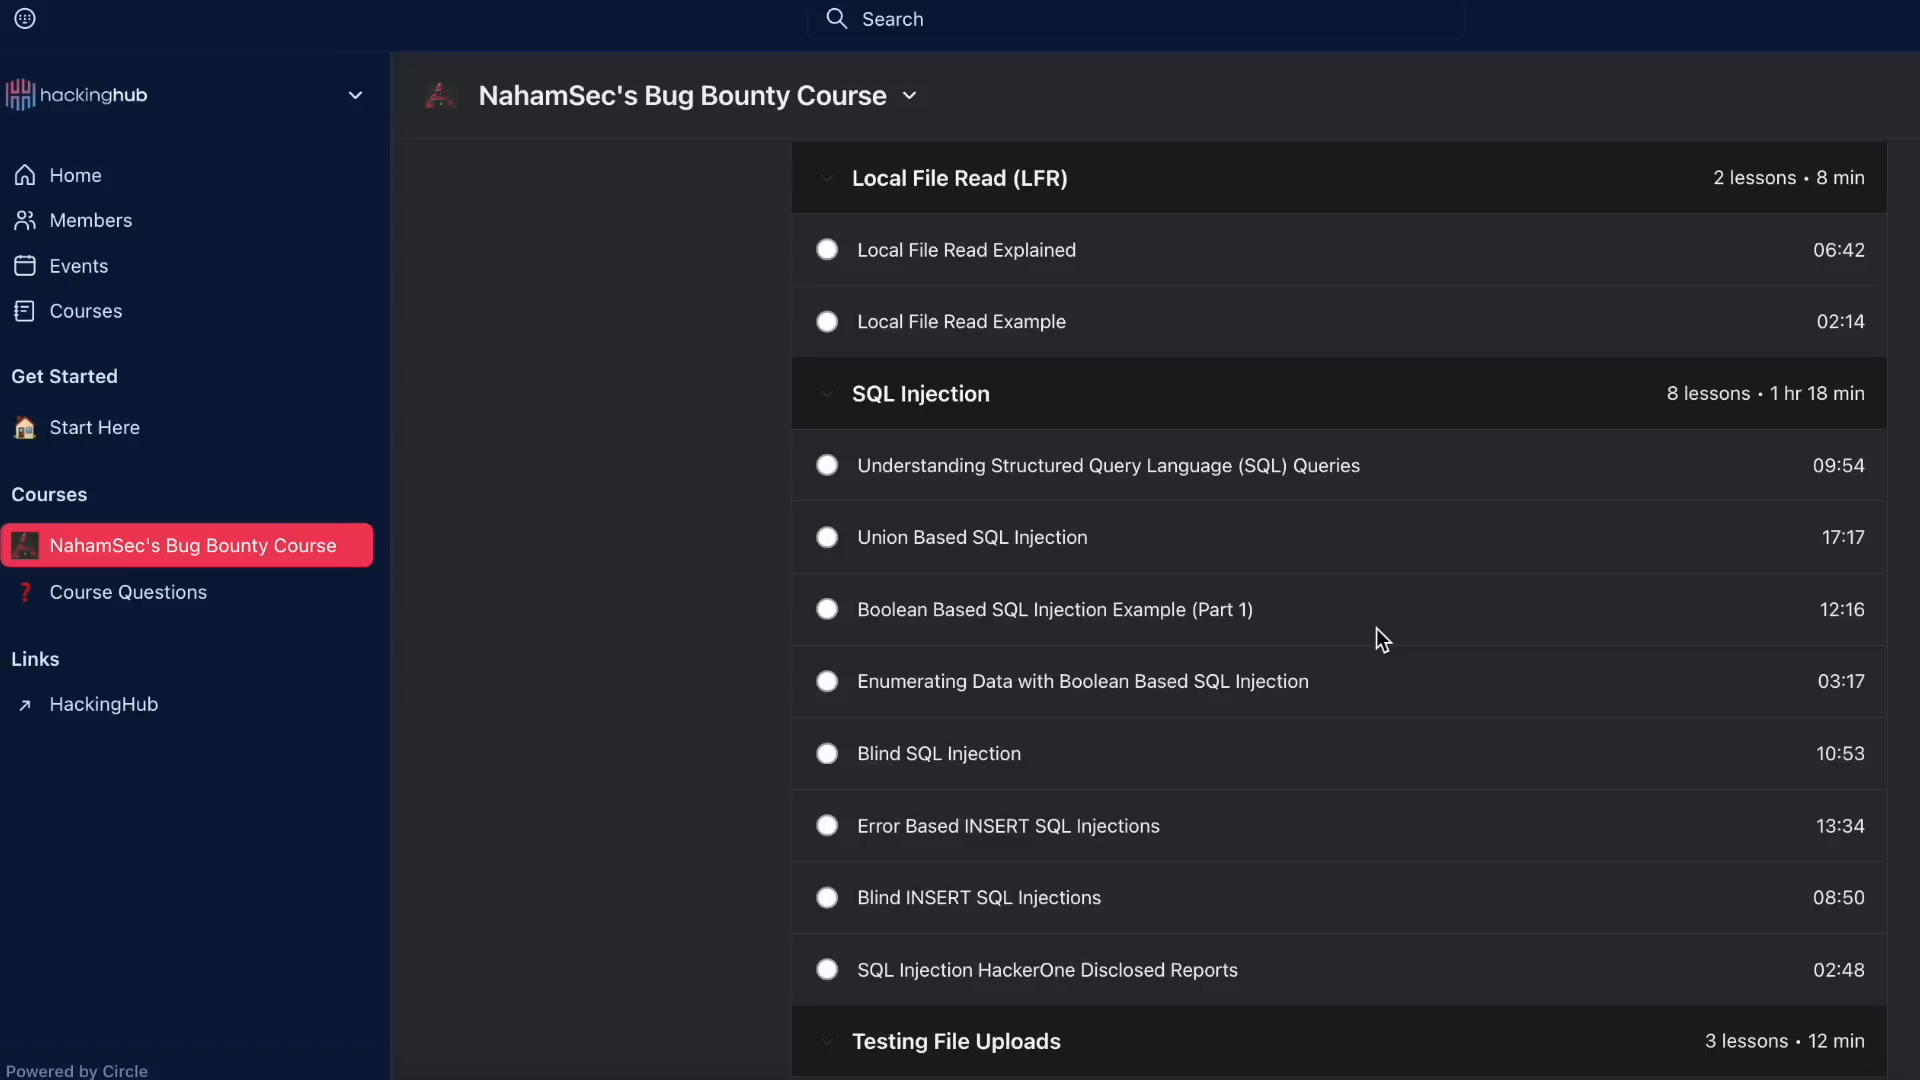 Search
hackinghub
NahamSec's Bug Bounty Course
Home
Members
Events
Courses
Get Started
Start Here
Courses
NahamSec's Bug Bounty Course
Course Questions
Links
HackingHub
Powered by Circle
Local File Read (LFR) 2 lessons • 8 min
Local File Read Explained 06:42
Local File Read Example 02:14
SQL Injection 8 lessons • 1 hr 18 min
Understanding Structured Query Language (SQL) Queries 09:54
Union Based SQL Injection 17:17
Boolean Based SQL Injection Example (Part 1) 12:16
Enumerating Data with Boolean Based SQL Injection 03:17
Blind SQL Injection 10:53
Error Based INSERT SQL Injections 13:34
Blind INSERT SQL Injections 08:50
SQL Injection HackerOne Disclosed Reports 02:48
Testing File Uploads 3 lessons • 12 min